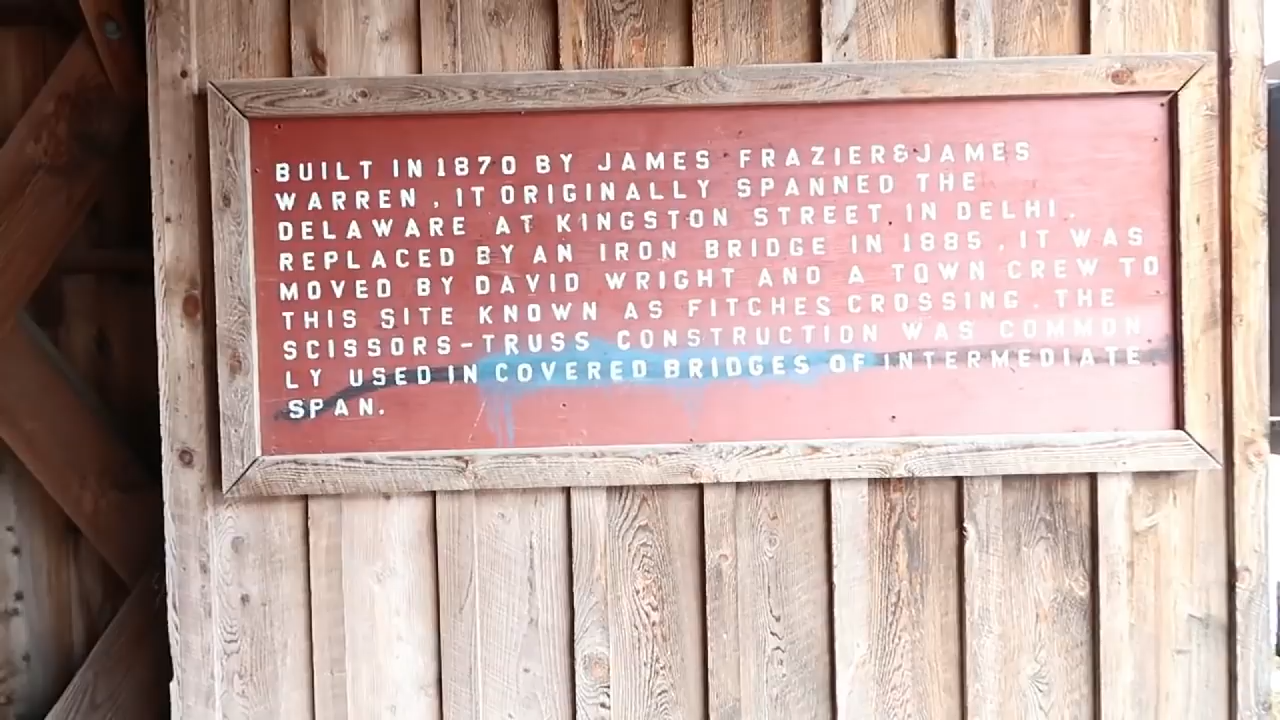 BUILT IN 1870 BY JAMES FRAZIER&JAMES
WARREN, IT ORIGINALLY SPANNED THE
DELAWARE AT KINGSTON STREET IN DELHI.
REPLACED BY AN IRON BRIDGE IN 1885, IT WAS
MOVED BY DAVID WRIGHT AND A TOWN CREW TO
THIS SITE KNOWN AS FITCHES CROSSING. THE
SCISSORS-TRUSS CONSTRUCTION WAS COMMON
LY USED IN COVERED BRIDGES OF INTERMEDIATE
SPAN.